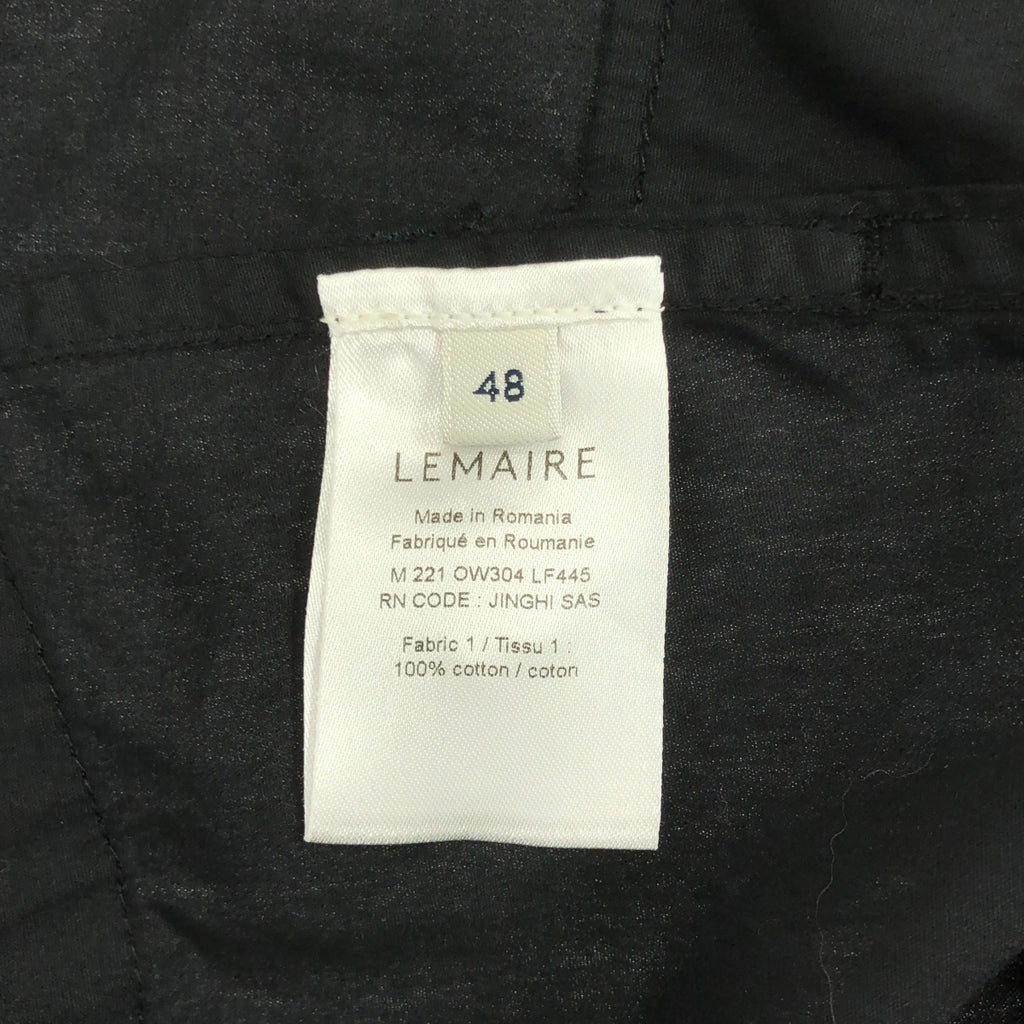 48
LEMAIRE
Made in Romania
Fabriqué en Roumanie
M 221 OW304 LF445
RN CODE : JINGHI SAS
Fabric 1 / Tissu 1 :
100% cotton / coton